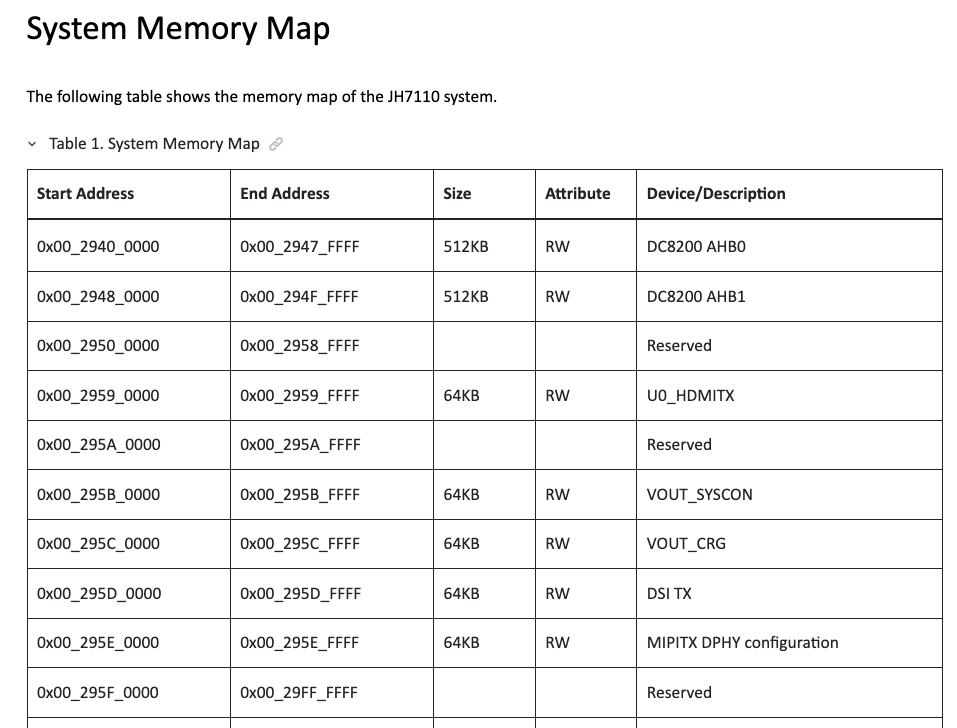 System Memory Map
The following table shows the memory map of the JH7110 system.
Table 1. System Memory Map
Start Address End Address Size Attribute Device/Description
0x00_2940_0000 0x00_2947_FFFF 512KB RW DC8200 AHB0
0x00_2948_0000 0x00_294F_FFFF 512KB RW DC8200 AHB1
0x00_2950_0000 0x00_2958_FFFF Reserved
0x00_2959_0000 0x00_2959_FFFF 64KB RW U0_HDMITX
0x00_295A_0000 0x00_295A_FFFF Reserved
0x00_295B_0000 0x00_295B_FFFF 64KB RW VOUT_SYSCON
0x00_295C_0000 0x00_295C_FFFF 64KB RW VOUT_CRG
0x00_295D_0000 0x00_295D_FFFF 64KB RW DSI TX
0x00_295E_0000 0x00_295E_FFFF 64KB RW MIPITX DPHY configuration
0x00_295F_0000 0x00_29FF_FFFF Reserved